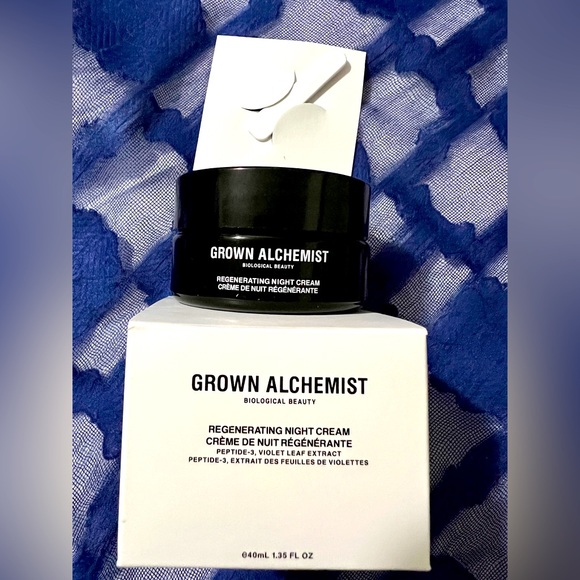 GROWN ALCHEMIST
BIOLOGICAL BEAUTY
REGENERATING NIGHT CREAM
CRÈME DE NUIT RÉGÉNÉRANTE
GROWN ALCHEMIST
BIOLOGICAL BEAUTY
REGENERATING NIGHT CREAM
CRÈME DE NUIT RÉGÉNÉRANTE
PEPTIDE-3, VIOLET LEAF EXTRACT
PEPTIDE-3, EXTRAIT DES FEUILLES DE VIOLETTES
℮40mL 1.35 FL OZ